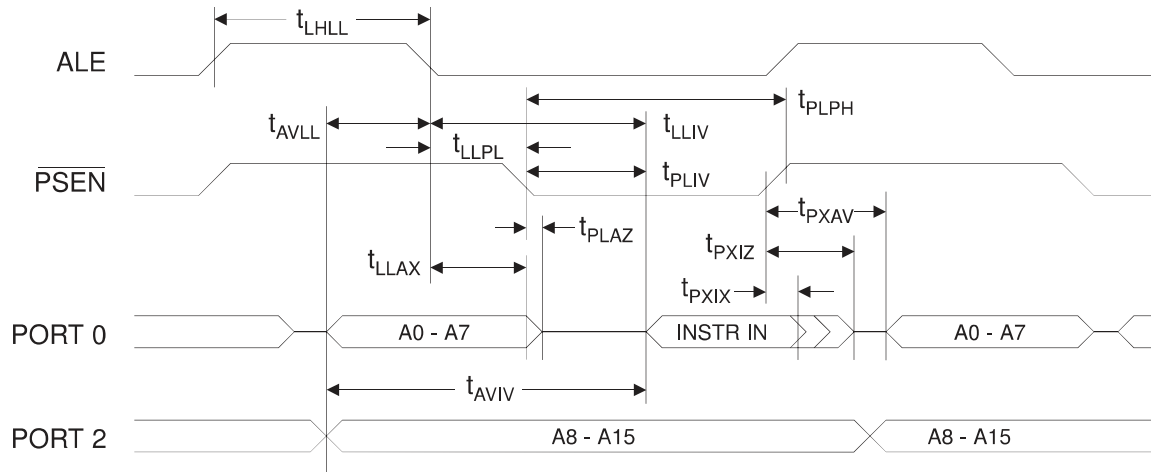 tLHLL
ALE
tPLPH
tAVLL
tLLIV
tLLPL
PSEN
tPLIV
tPXAV
tPLAZ
tPXIZ
tLLAX
tPXIX
PORT 0
A0 - A7
INSTR IN
A0 - A7
tAVIV
PORT 2
A8 - A15
A8 - A15